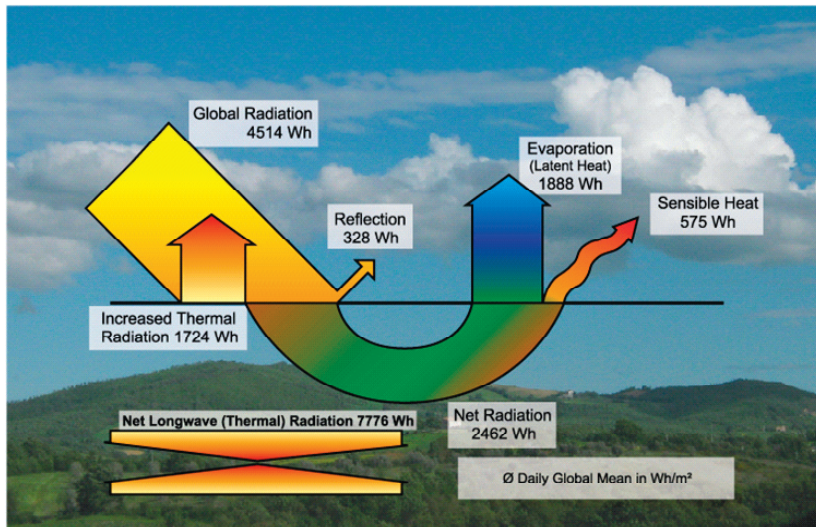 Global Radiation
4514 Wh
Evaporation
(Latent Heat)
1888 Wh
Reflection
328 Wh
Sensible Heat
575 Wh
Increased Thermal
Radiation 1724 Wh
Net Longwave (Thermal) Radiation 7776 Wh
Net Radiation
2462 Wh
Ø Daily Global Mean in Wh/m²